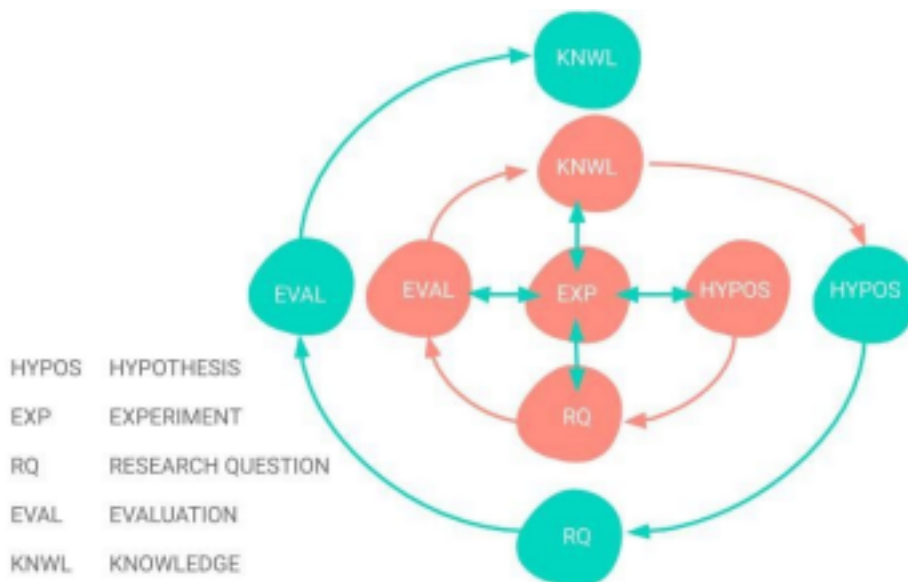 KNWL
KNWL
EVAL
EVAL
EXP
HYPOS
HYPOS
RQ
RQ
HYPOS HYPOTHESIS
EXP EXPERIMENT
RQ RESEARCH QUESTION
EVAL EVALUATION
KNWL KNOWLEDGE